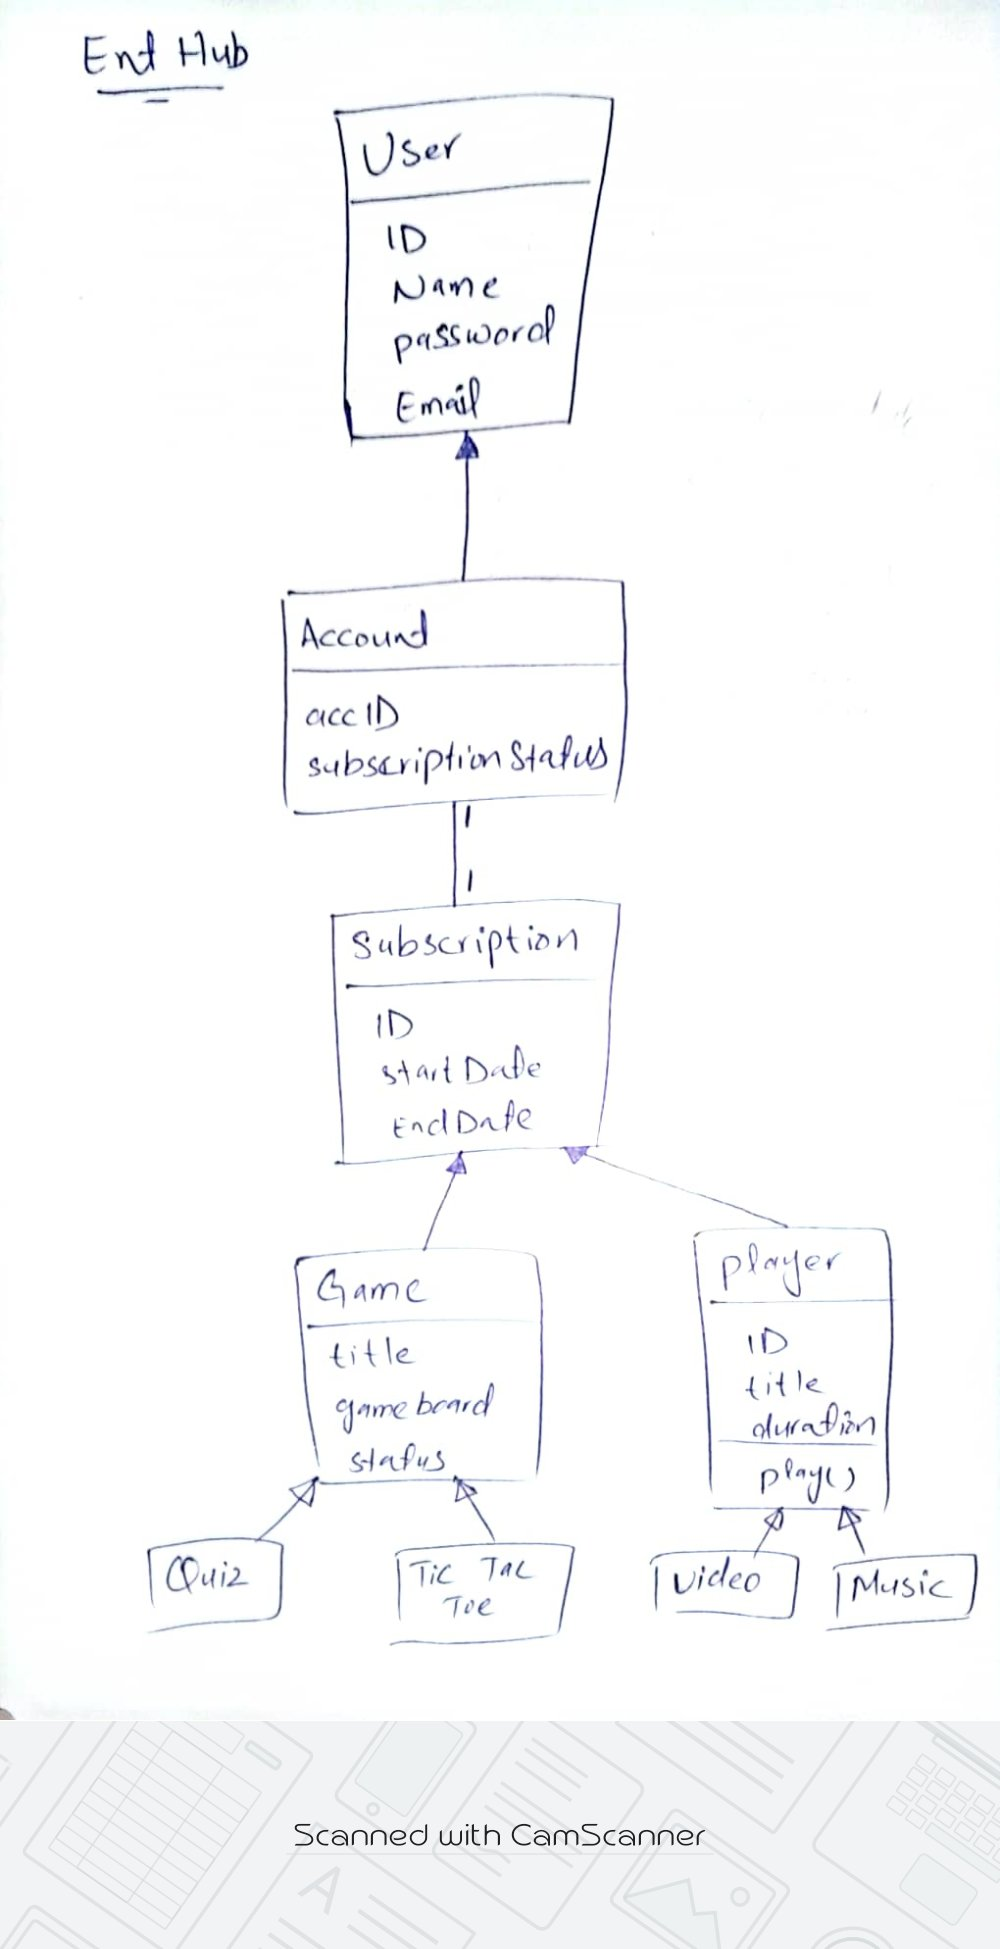 Ent Hub
User
ID
Name
password
Email
Accound
acc ID
subscription Status
1
1
Subscription
ID
start Date
End Date
Game
title
game board
status
player
ID
title
duration
play()
Quiz
Tic Tac
Toe
Video
Music
Scanned with CamScanner